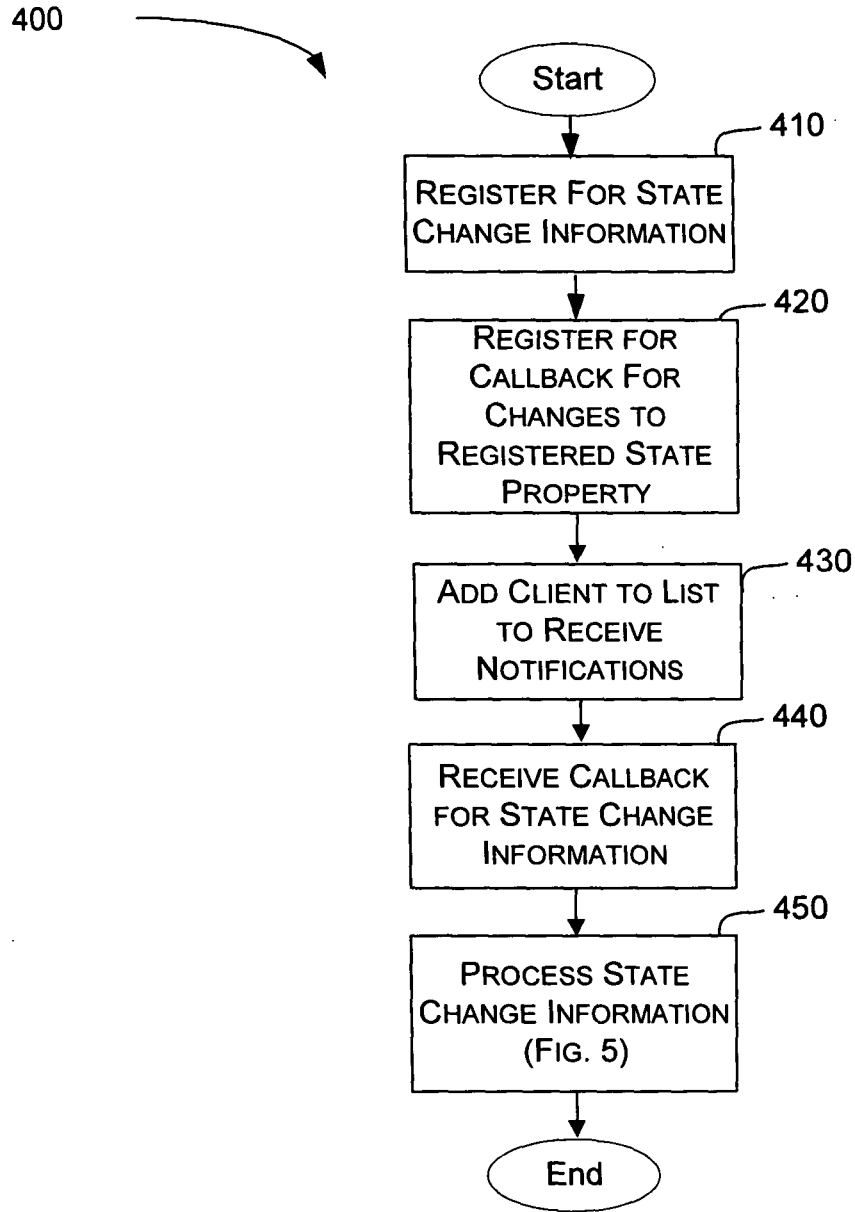 400
Start
410
REGISTER FOR STATE
CHANGE INFORMATION
420
REGISTER FOR
CALLBACK FOR
CHANGES TO
REGISTERED STATE
PROPERTY
430
ADD CLIENT TO LIST
TO RECEIVE
NOTIFICATIONS
440
RECEIVE CALLBACK
FOR STATE CHANGE
INFORMATION
450
PROCESS STATE
CHANGE INFORMATION
(FIG. 5)
End